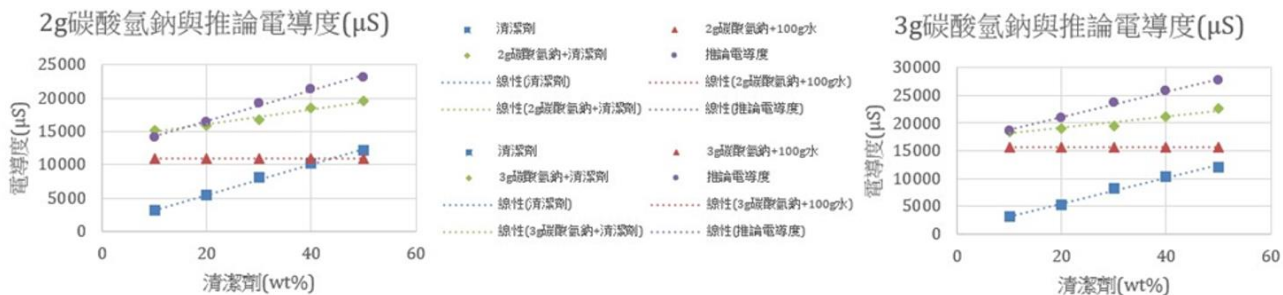 2g碳酸氫鈉與推論電導度(μS)
電導度(μS)
25000
20000
15000
10000
5000
0
0 20 40 60
清潔劑(wt%)
清潔劑 2g碳酸氫鈉+100g水
2g碳酸氫鈉+清潔劑 推論電導度
線性(清潔劑) 線性(2g碳酸氫鈉+100g水)
線性(2g碳酸氫鈉+清潔劑) 線性(推論電導度)
清潔劑 3g碳酸氫鈉+100g水
3g碳酸氫鈉+清潔劑 推論電導度
線性(清潔劑) 線性(3g碳酸氫鈉+100g水)
線性(3g碳酸氫鈉+清潔劑) 線性(推論電導度)
3g碳酸氫鈉與推論電導度(μS)
電導度(μS)
30000
25000
20000
15000
10000
5000
0
0 20 40 60
清潔劑(wt%)